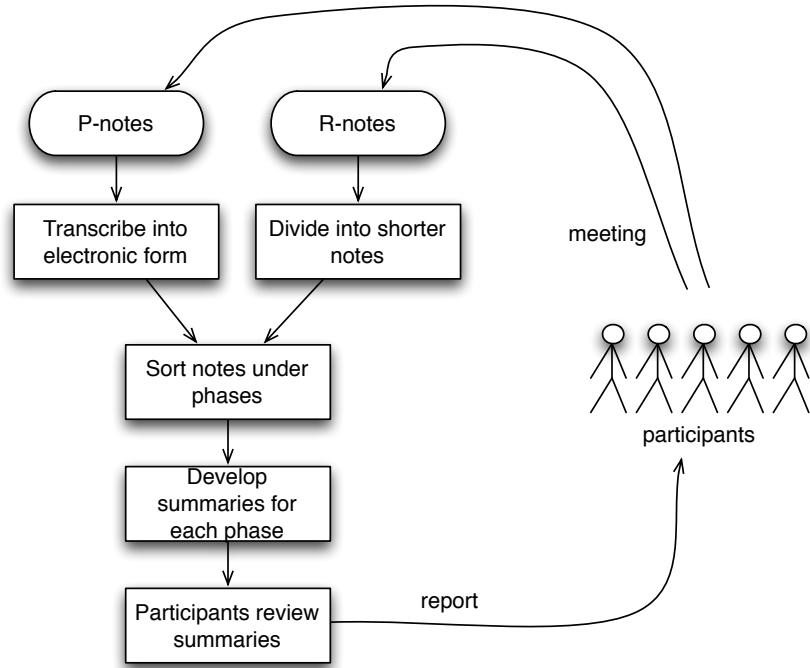 P-notes
R-notes
Transcribe into
electronic form
Divide into shorter
notes
meeting
Sort notes under
phases
participants
Develop
summaries for
each phase
Participants review
summaries
report